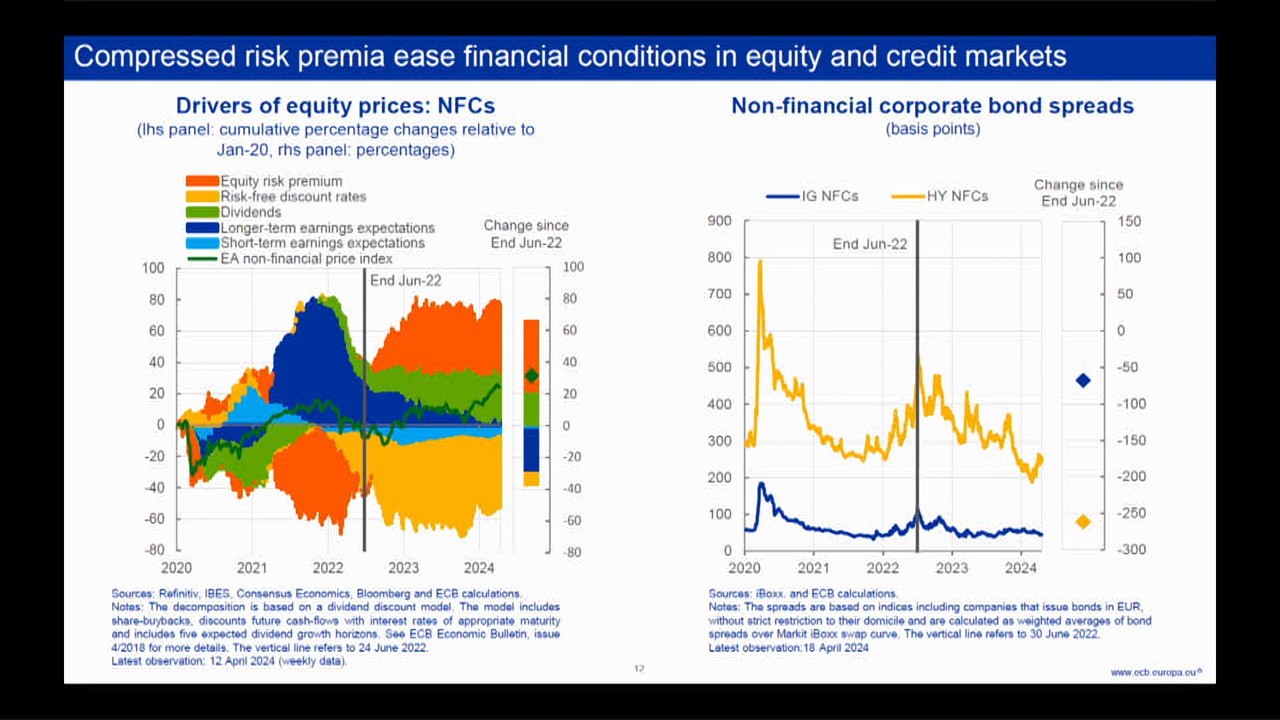 Compressed risk premia ease financial conditions in equity and credit markets
Drivers of equity prices: NFCs
(lhs panel: cumulative percentage changes relative to
Jan-20, rhs panel: percentages)
Equity risk premium
Risk-free discount rates
Dividends
Longer-term earnings expectations
Short-term earnings expectations
EA non-financial price index
Change since
End Jun-22
End Jun-22
100
80
60
40
20
0
-20
-40
-60
-80
100
80
60
40
20
0
-20
-40
-60
-80
2020 2021 2022 2023 2024
Sources: Refinitiv, IBES, Consensus Economics, Bloomberg and ECB calculations.
Notes: The decomposition is based on a dividend discount model. The model includes
share-buybacks, discounts future cash-flows with interest rates of appropriate maturity
and includes five expected dividend growth horizons. See ECB Economic Bulletin, issue
4/2018 for more details. The vertical line refers to 24 June 2022.
Latest observation: 12 April 2024 (weekly data).
Non-financial corporate bond spreads
(basis points)
IG NFCs HY NFCs
Change since
End Jun-22
End Jun-22
900
800
700
600
500
400
300
200
100
0
150
100
50
0
-50
-100
-150
-200
-250
-300
2020 2021 2022 2023 2024
Sources: iBoxx. and ECB calculations.
Notes: The spreads are based on indices including companies that issue bonds in EUR,
without strict restriction to their domicile and are calculated as weighted averages of bond
spreads over Markit iBoxx swap curve. The vertical line refers to 30 June 2022.
Latest observation:18 April 2024
12
www.ecb.europa.eu©